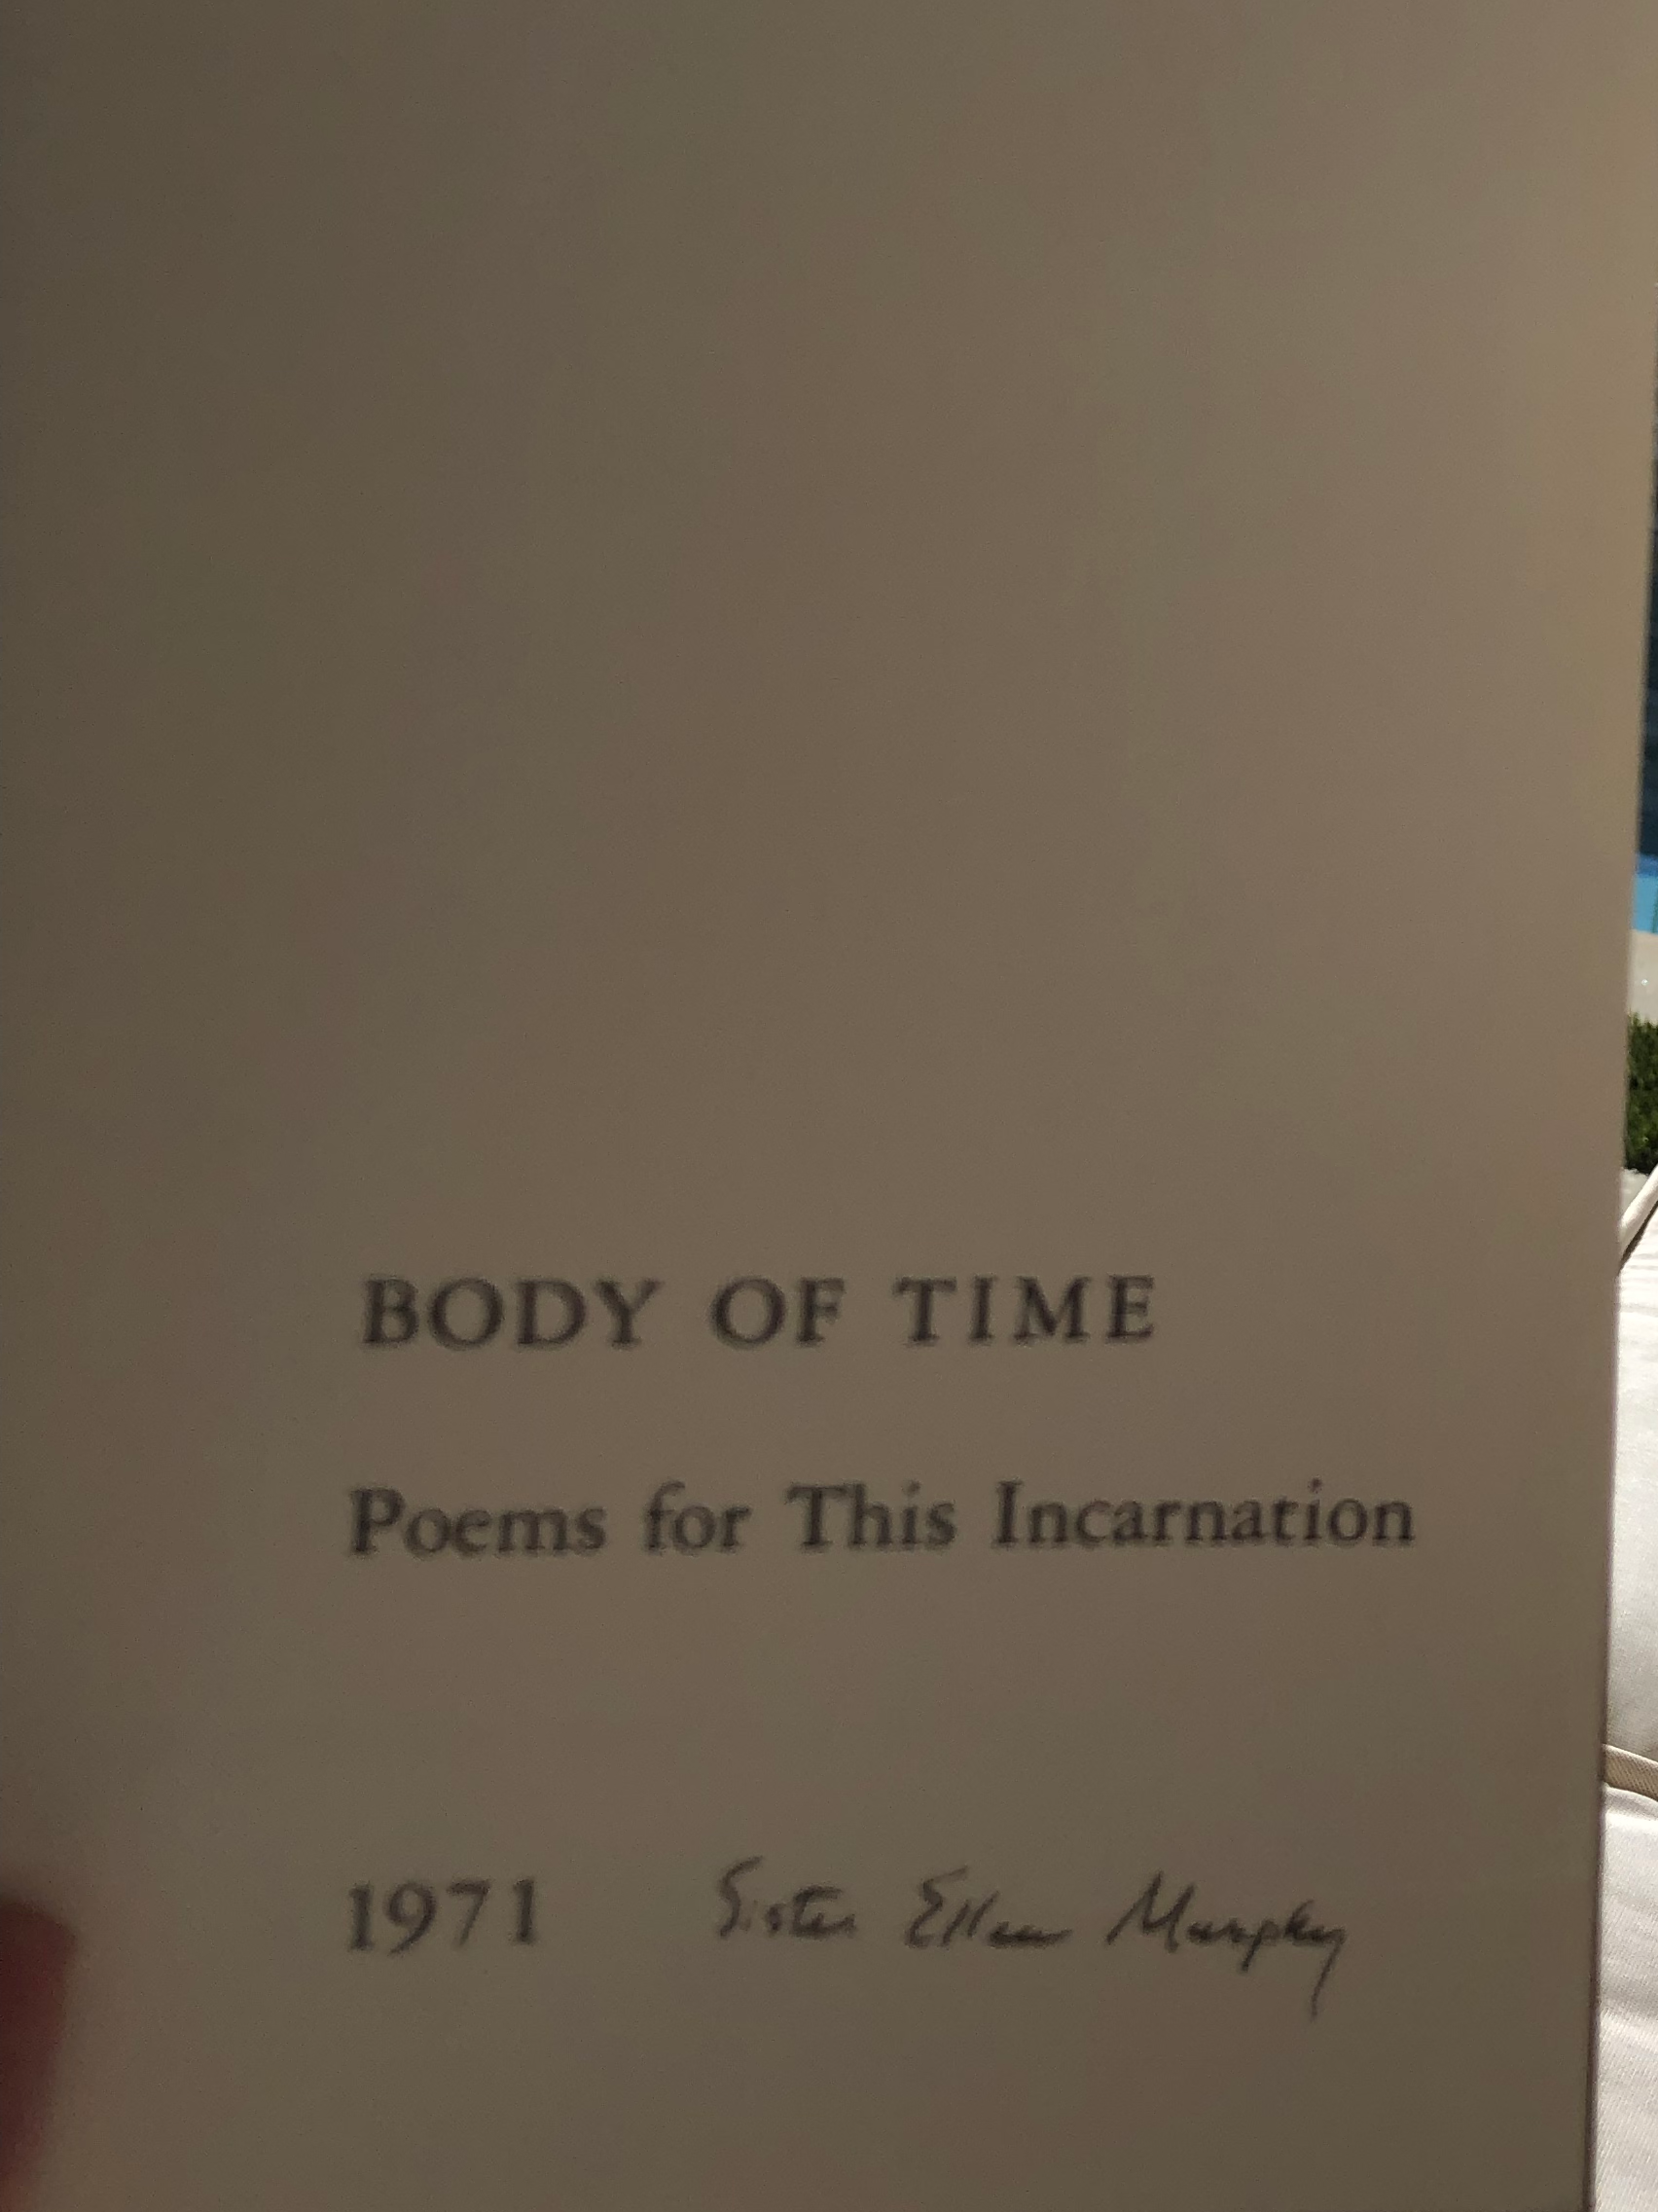 BODY OF TIME
Poems for This Incarnation
1971 Sister Ellen Murphy